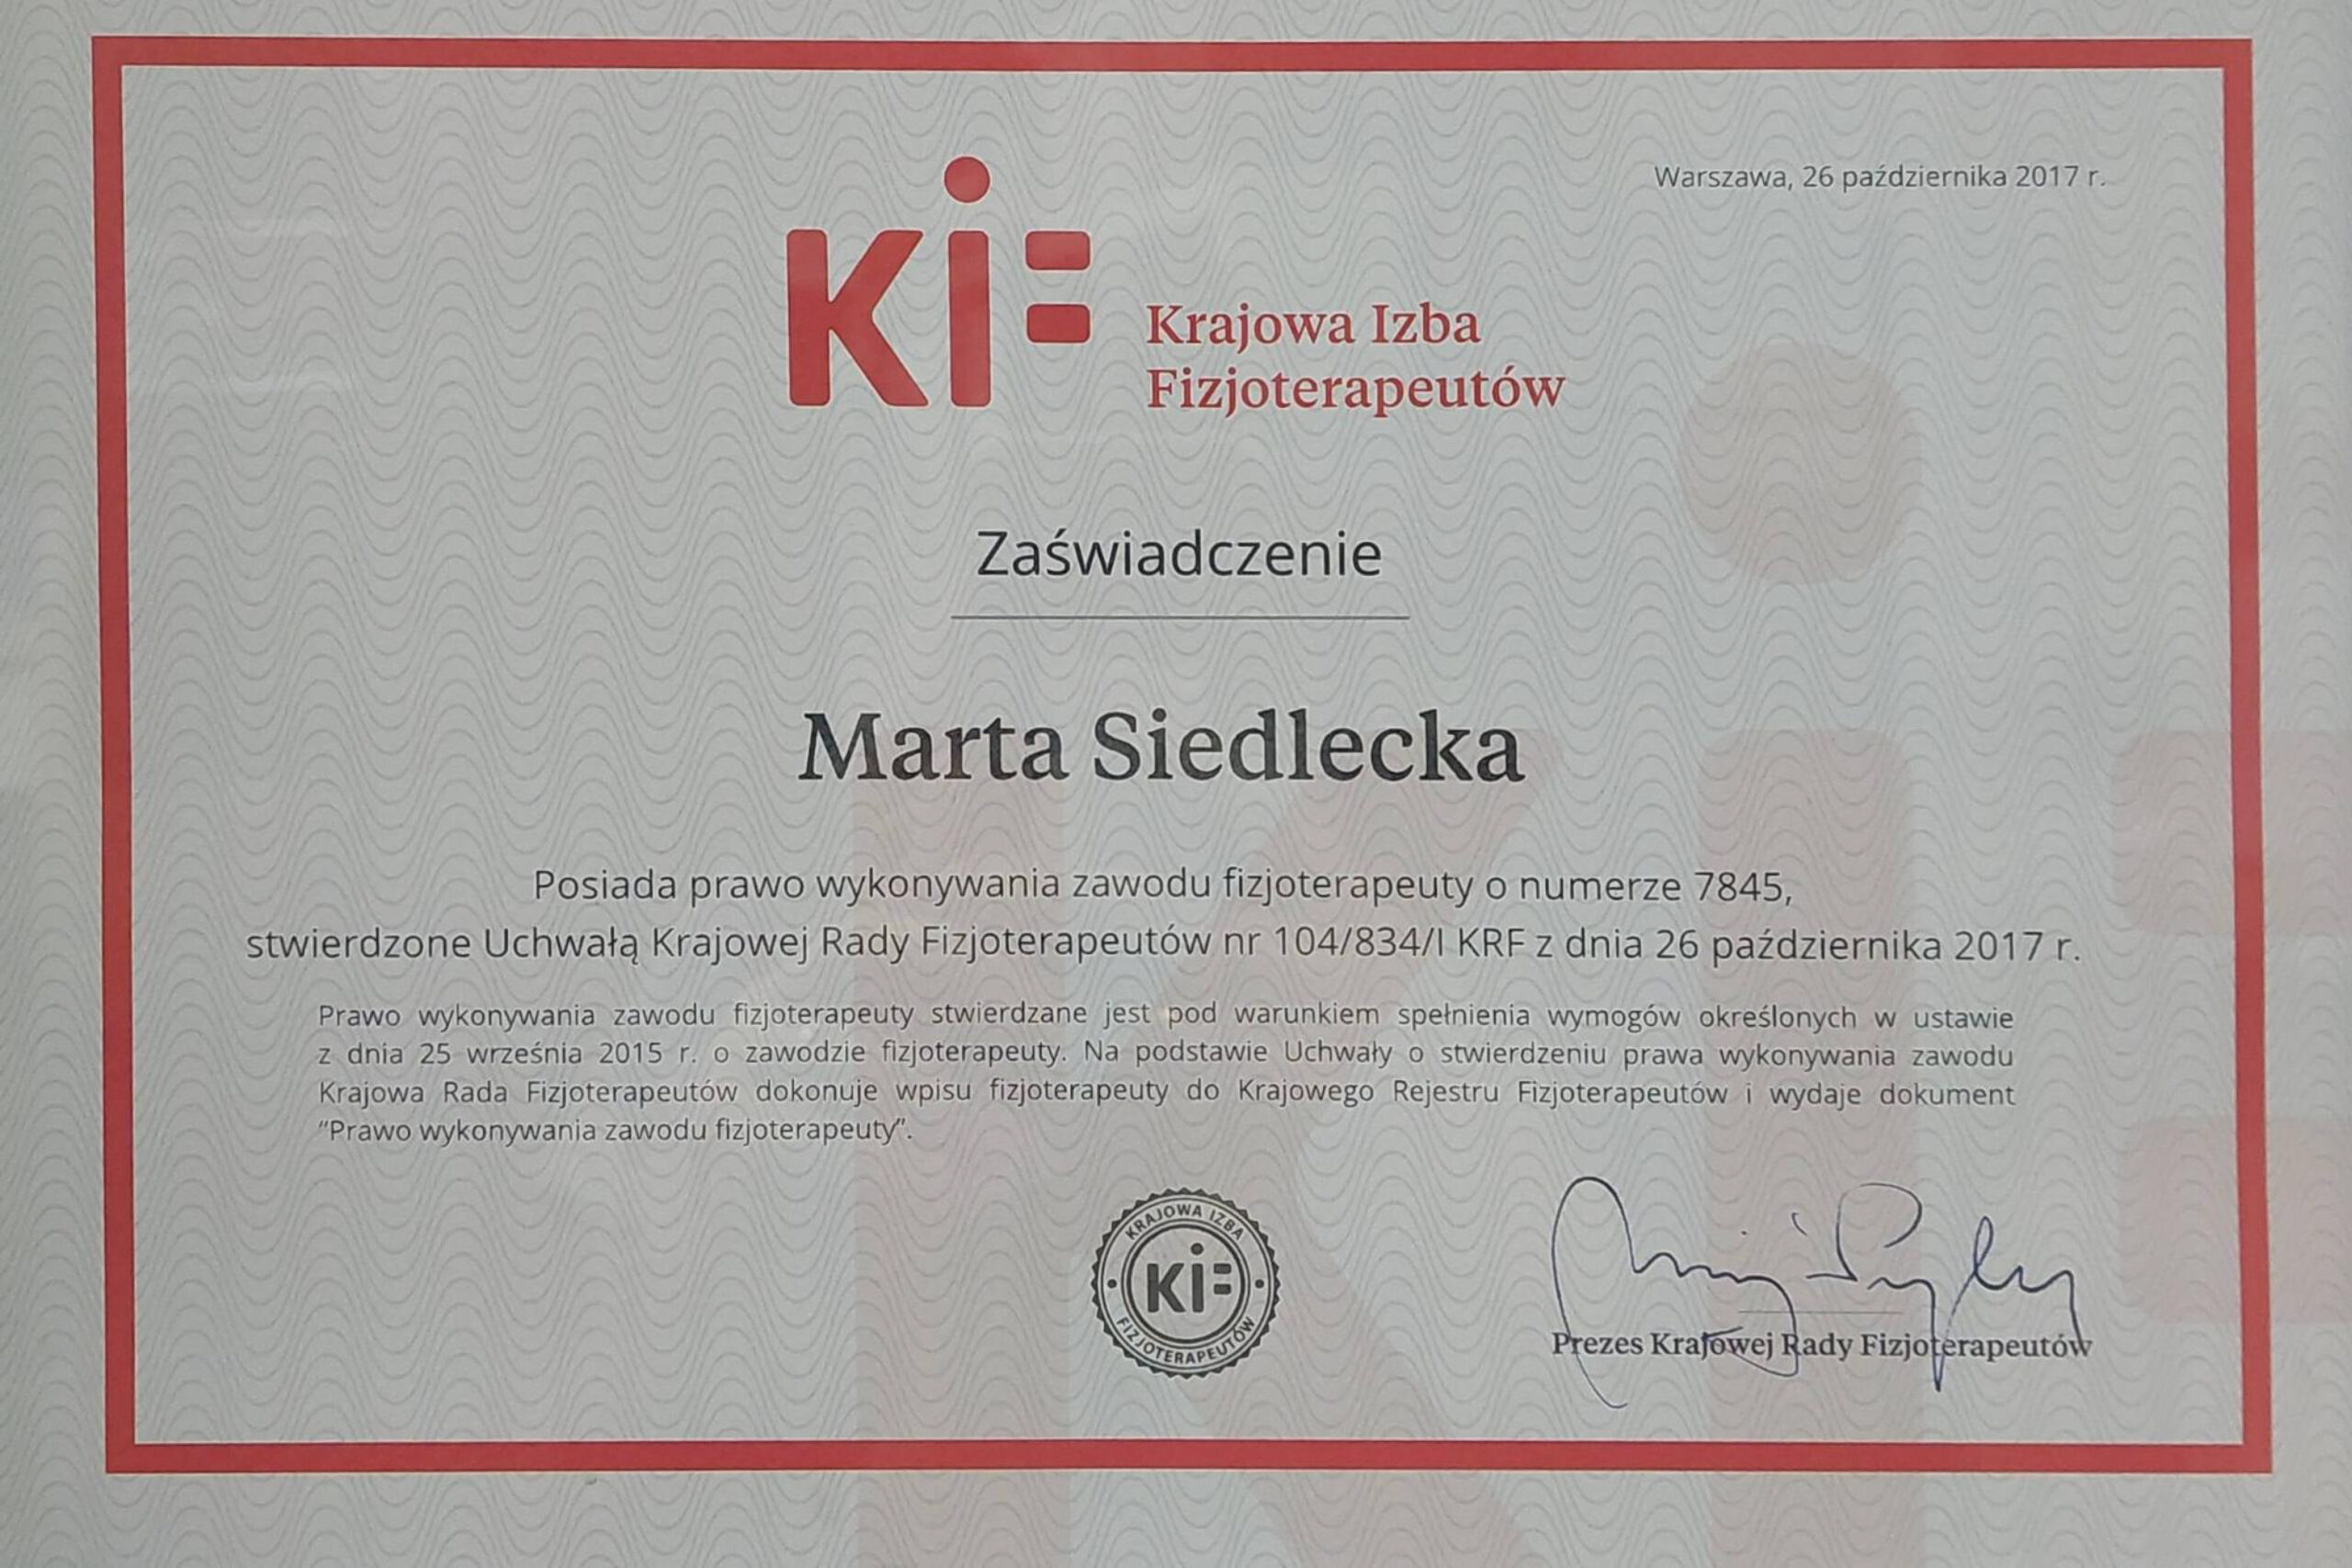 Warszawa, 26 października 2017 r.
KiF
Krajowa Izba
Fizjoterapeutów
Zaświadczenie
Marta Siedlecka
Posiada prawo wykonywania zawodu fizjoterapeuty o numerze 7845,
stwierdzone Uchwałą Krajowej Rady Fizjoterapeutów nr 104/834/I KRF z dnia 26 października 2017 r.
Prawo wykonywania zawodu fizjoterapeuty stwierdzane jest pod warunkiem spełnienia wymogów określonych w ustawie
z dnia 25 września 2015 r. o zawodzie fizjoterapeuty. Na podstawie Uchwały o stwierdzeniu prawa wykonywania zawodu
Krajowa Rada Fizjoterapeutów dokonuje wpisu fizjoterapeuty do Krajowego Rejestru Fizjoterapeutów i wydaje dokument
“Prawo wykonywania zawodu fizjoterapeuty”.
KRAJOWA IZBA
KiF
FIZJOTERAPEUTÓW
Prezes Krajowej Rady Fizjoterapeutów